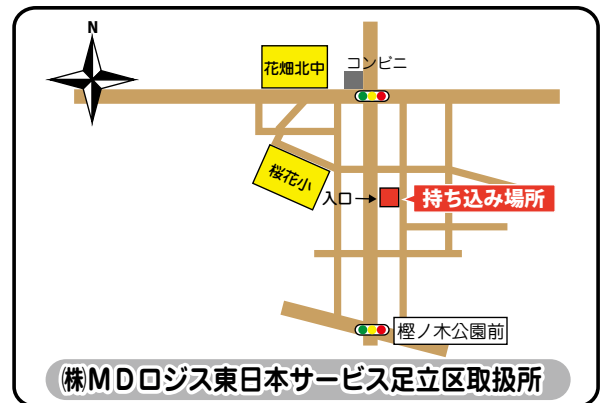 N
花畑北中
コンビニ
桜花小
入口→
持ち込み場所
樫ノ木公園前
㈱MDロジス東日本サービス足立区取扱所